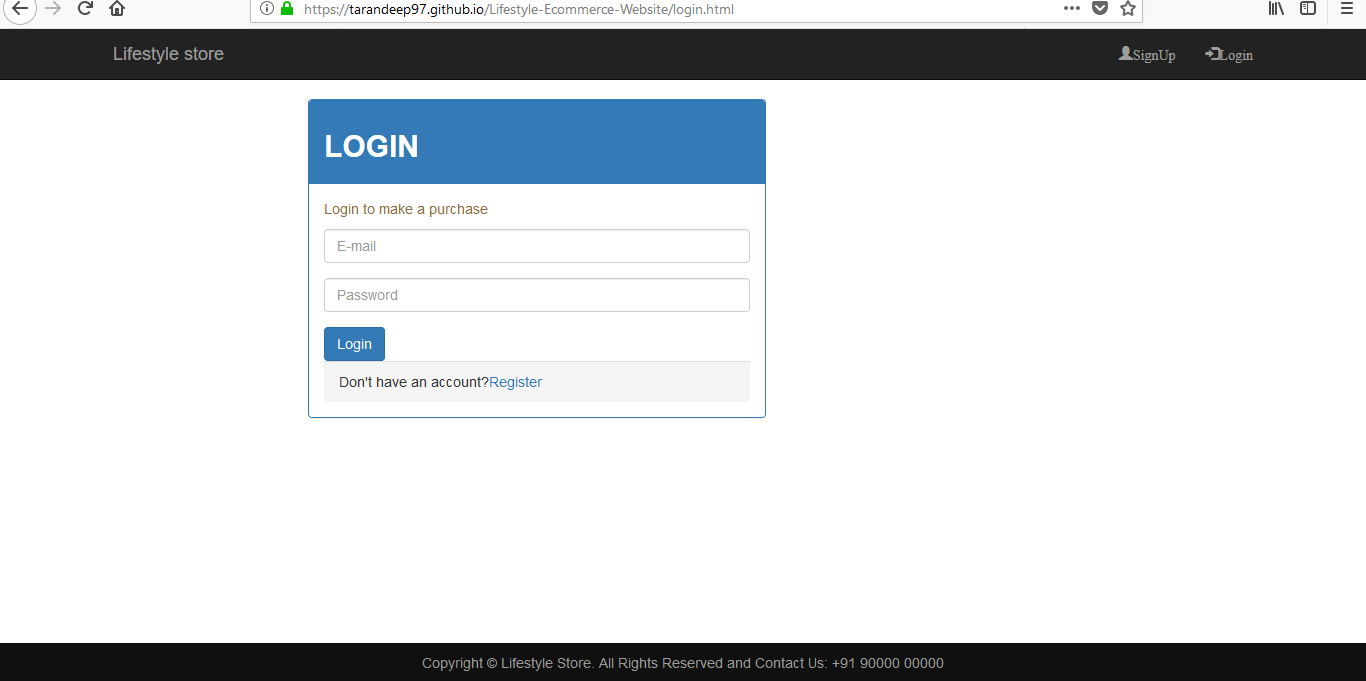 https://tarandeep97.github.io/Lifestyle-Ecommerce-Website/login.html
Lifestyle store
SignUp
Login
LOGIN
Login to make a purchase
E-mail
Password
Login
Don't have an account?Register
Copyright © Lifestyle Store. All Rights Reserved and Contact Us: +91 90000 00000